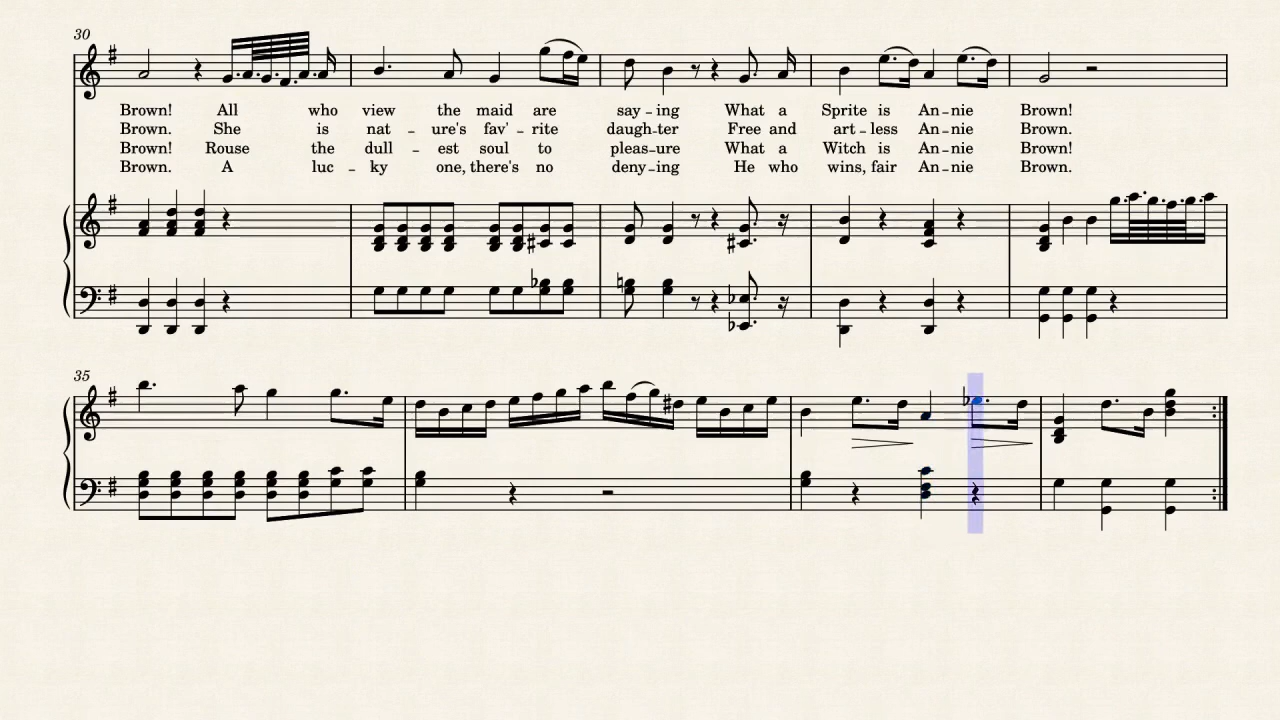 30
Brown! All who view the maid are say - ing What a Sprite is An - nie Brown!
Brown. She is nat - ure's fav' - rite daugh - ter Free and art - less An - nie Brown.
Brown! Rouse the dull - est soul to pleas - ure What a Witch is An - nie Brown!
Brown. A luc - ky one, there's no deny - ing He who wins, fair An - nie Brown.
35